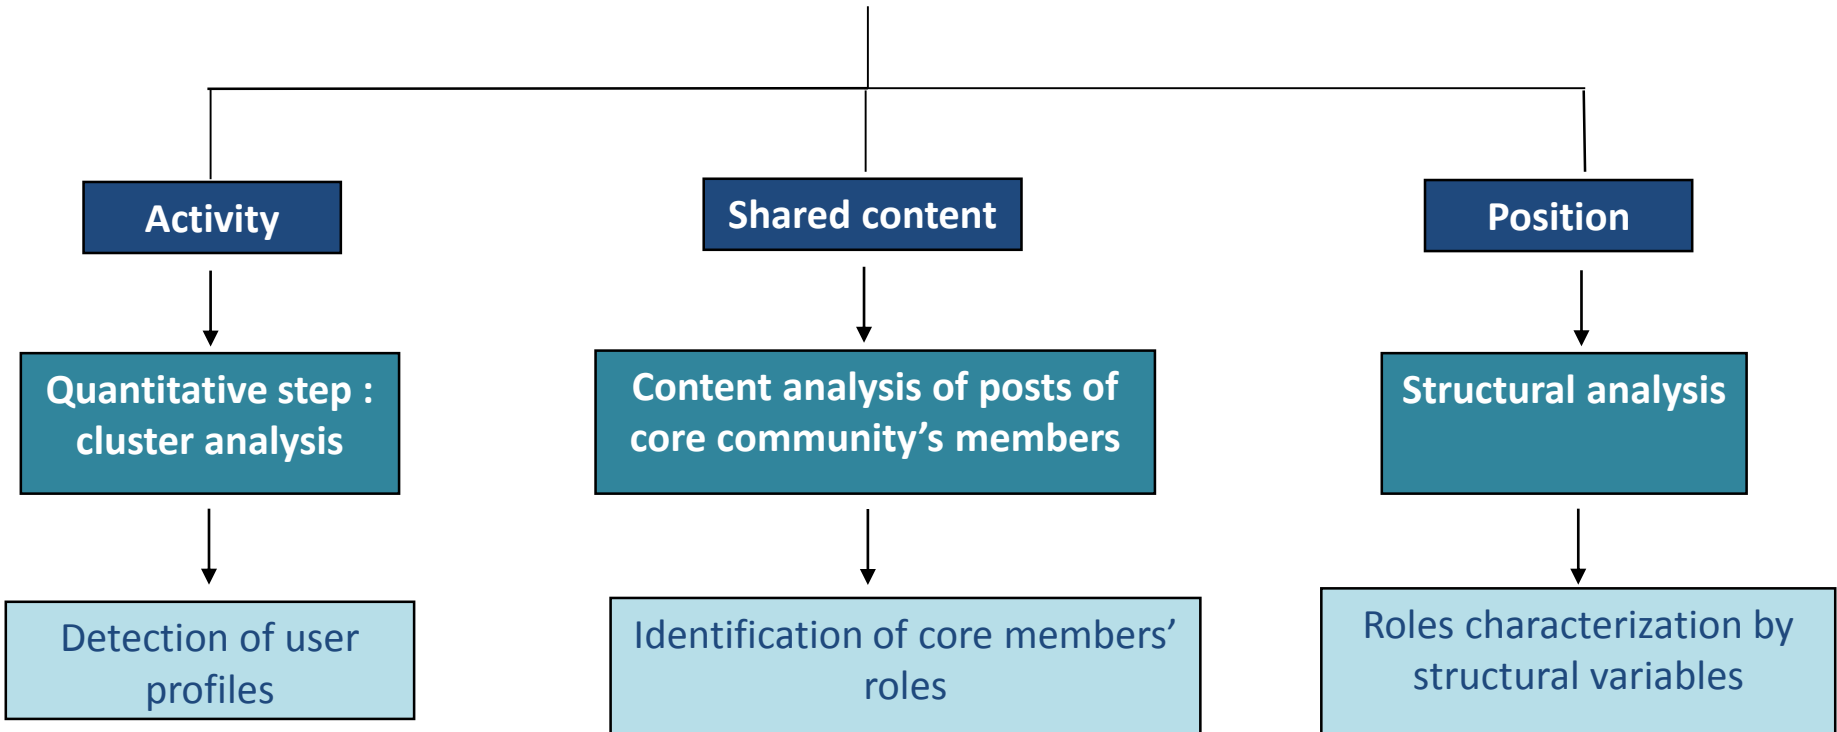 Activity
Shared content
Position
Quantitative step :
cluster analysis
Content analysis of posts of
core community’s members
Structural analysis
Detection of user
profiles
Identification of core members’
roles
Roles characterization by
structural variables